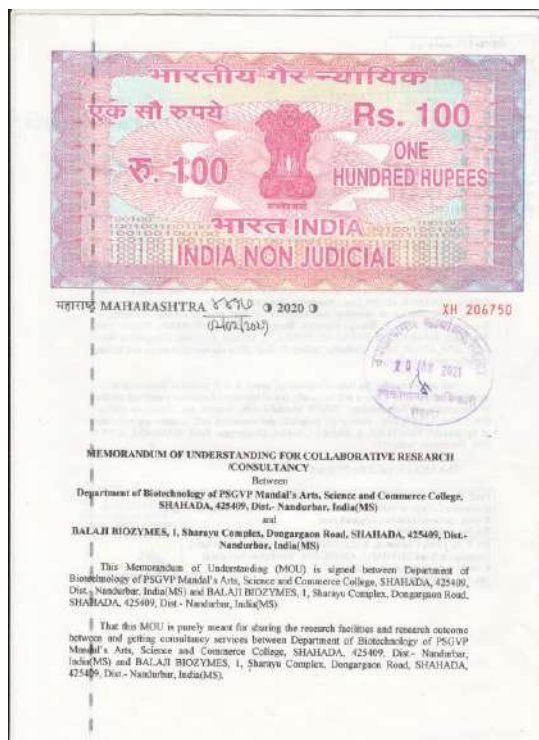 भारतीय गैर न्यायिक
एक सौ रुपये
Rs. 100
रु. 100
ONE
HUNDRED RUPEES
सत्यमेव जयते
भारत INDIA
INDIA NON JUDICIAL
महाराष्ट्र MAHARASHTRA
2020
XH 206750
2021
MEMORANDUM OF UNDERSTANDING FOR COLLABORATIVE RESEARCH
/CONSULTANCY
Between
Department of Biotechnology of PSGVP Mandal's Arts, Science and Commerce College,
SHAHADA, 425409, Dist.- Nandurbar, India(MS)
and
BALAJI BIOZYMES, 1, Sharayu Complex, Dongargaon Road, SHAHADA, 425409, Dist.-
Nandurbar, India(MS)
This Memorandum of Understanding (MOU) is signed between Department of
Biotechnology of PSGVP Mandal's Arts, Science and Commerce College, SHAHADA, 425409,
Dist.- Nandurbar, India(MS) and BALAJI BIOZYMES, 1, Sharayu Complex, Dongargaon Road,
SHAHADA, 425409, Dist.- Nandurbar, India(MS).
That this MOU is purely meant for sharing the research facilities and research outcome
between and getting consultancy services between Department of Biotechnology of PSGVP
Mandal's Arts, Science and Commerce College, SHAHADA, 425409, Dist.- Nandurbar,
India(MS) and BALAJI BIOZYMES, 1, Sharayu Complex, Dongargaon Road, SHAHADA,
425409, Dist.- Nandurbar, India(MS).